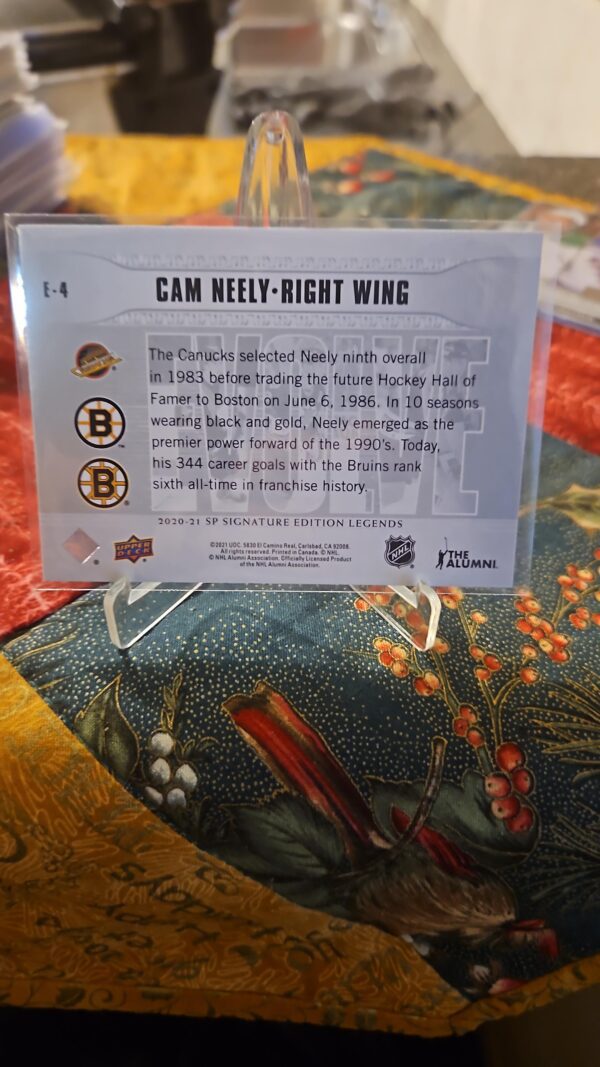 E-4
CAM NEELY•RIGHT WING
EVOLVE
The Canucks selected Neely ninth overall
in 1983 before trading the future Hockey Hall of
Famer to Boston on June 6, 1986. In 10 seasons
wearing black and gold, Neely emerged as the
premier power forward of the 1990's. Today,
his 344 career goals with the Bruins rank
sixth all-time in franchise history.
B
B
2020-21 SP SIGNATURE EDITION LEGENDS
UPPER
DECK
©2021 UDC. 5830 El Camino Real, Carlsbad, CA 92008.
All rights reserved. Printed in Canada. © NHL.
© NHL Alumni Association. Officially Licensed Product
of the NHL Alumni Association.
NHL
THE
ALUMNI.